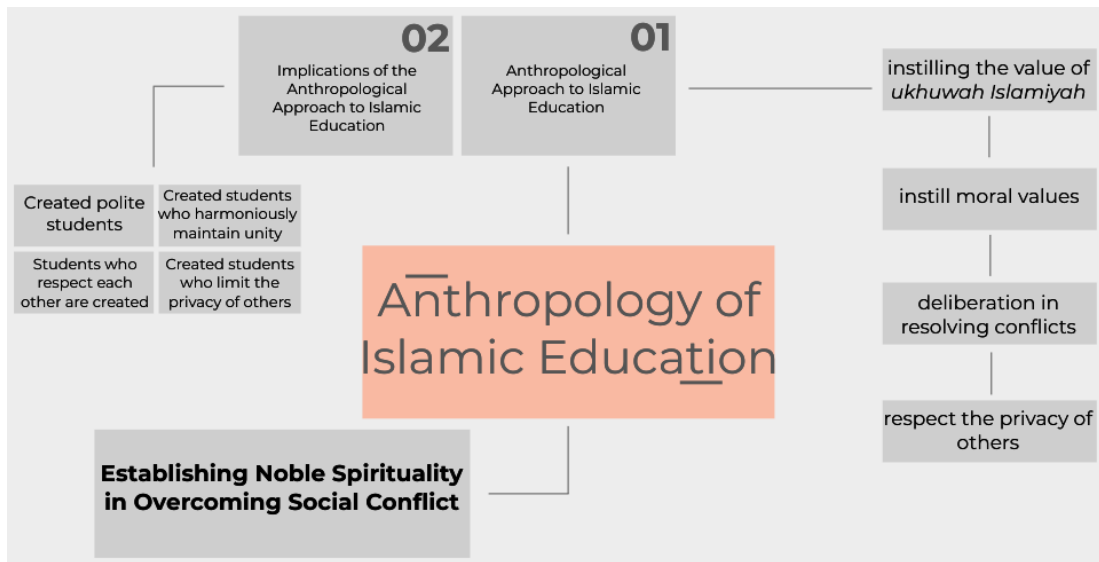 02
Implications of the
Anthropological
Approach to Islamic
Education
01
Anthropological
Approach to Islamic
Education
instilling the value of
ukhuwah Islamiyah
instill moral values
deliberation in
resolving conflicts
respect the privacy of
others
Created polite
students
Created students
who harmoniously
maintain unity
Students who
respect each
other are created
Created students
who limit the
privacy of others
Anthropology of
Islamic Education
Establishing Noble Spirituality
in Overcoming Social Conflict